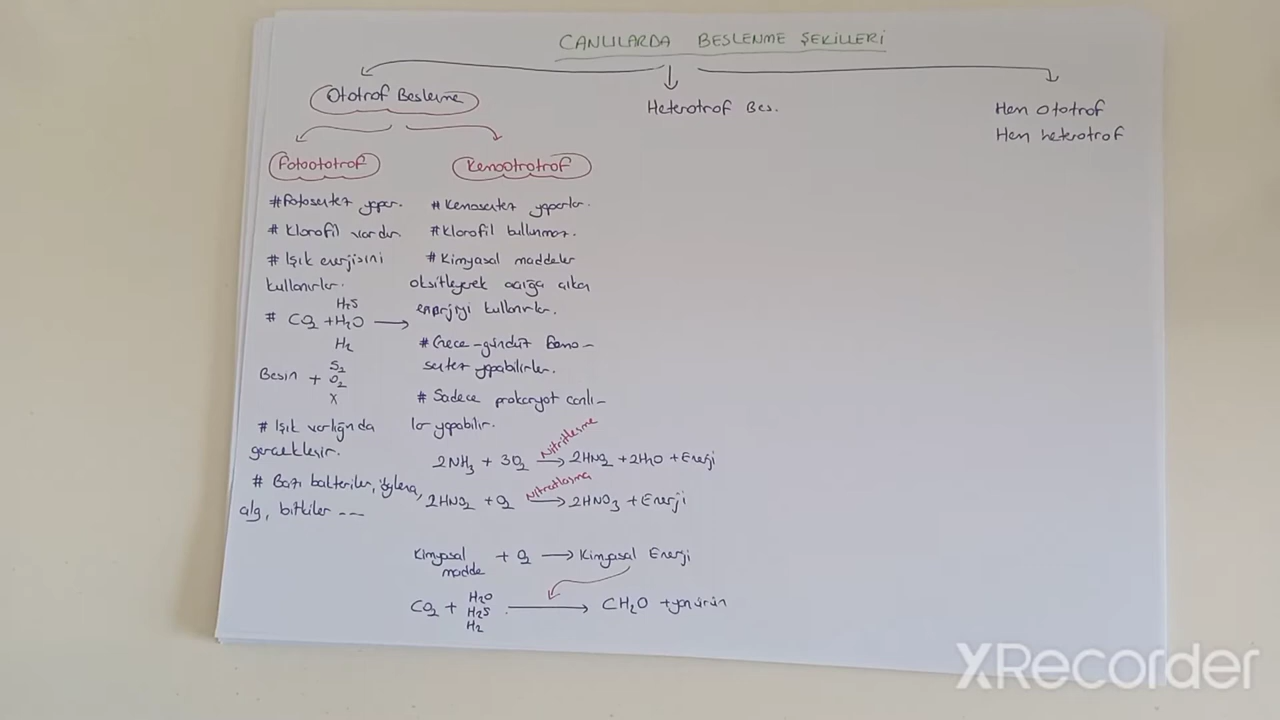 CANLILARDA BESLENME ŞEKİLLERİ
Ototrof Beslenme
Heterotrof Bes.
Hem ototrof
Hem heterotrof
Fotoototrof
Kemoototrof
#Fotosentez yapar.
# Klorofil vardır.
# Işık enerjisini
kullanırlar.
# CO2 + H2S H2O H2 →
Besin + S2 O2 X
# Işık varlığında
gerçekleşir.
# Bazı bakteriler, öglena,
alg, bitkiler ---
# Kemosentez yaparlar.
#Klorofil bulunmaz.
# Kimyasal maddeler
oksitleyerek açığa çıkan
enerjiyi kullanırlar.
# Gece-gündüz kemo-
sentez yapabilirler.
# Sadece prokaryot canlı-
lar yapabilir.
2NH3 + 3O2 Nitritleşme → 2HNO2 + 2H2O + Enerji
2HNO2 + O2 Nitratlaşma → 2HNO3 + Enerji
Kimyasal madde + O2 → Kimyasal Enerji
CO2 + H2O H2S H2 → CH2O + yan ürün
XRecorder